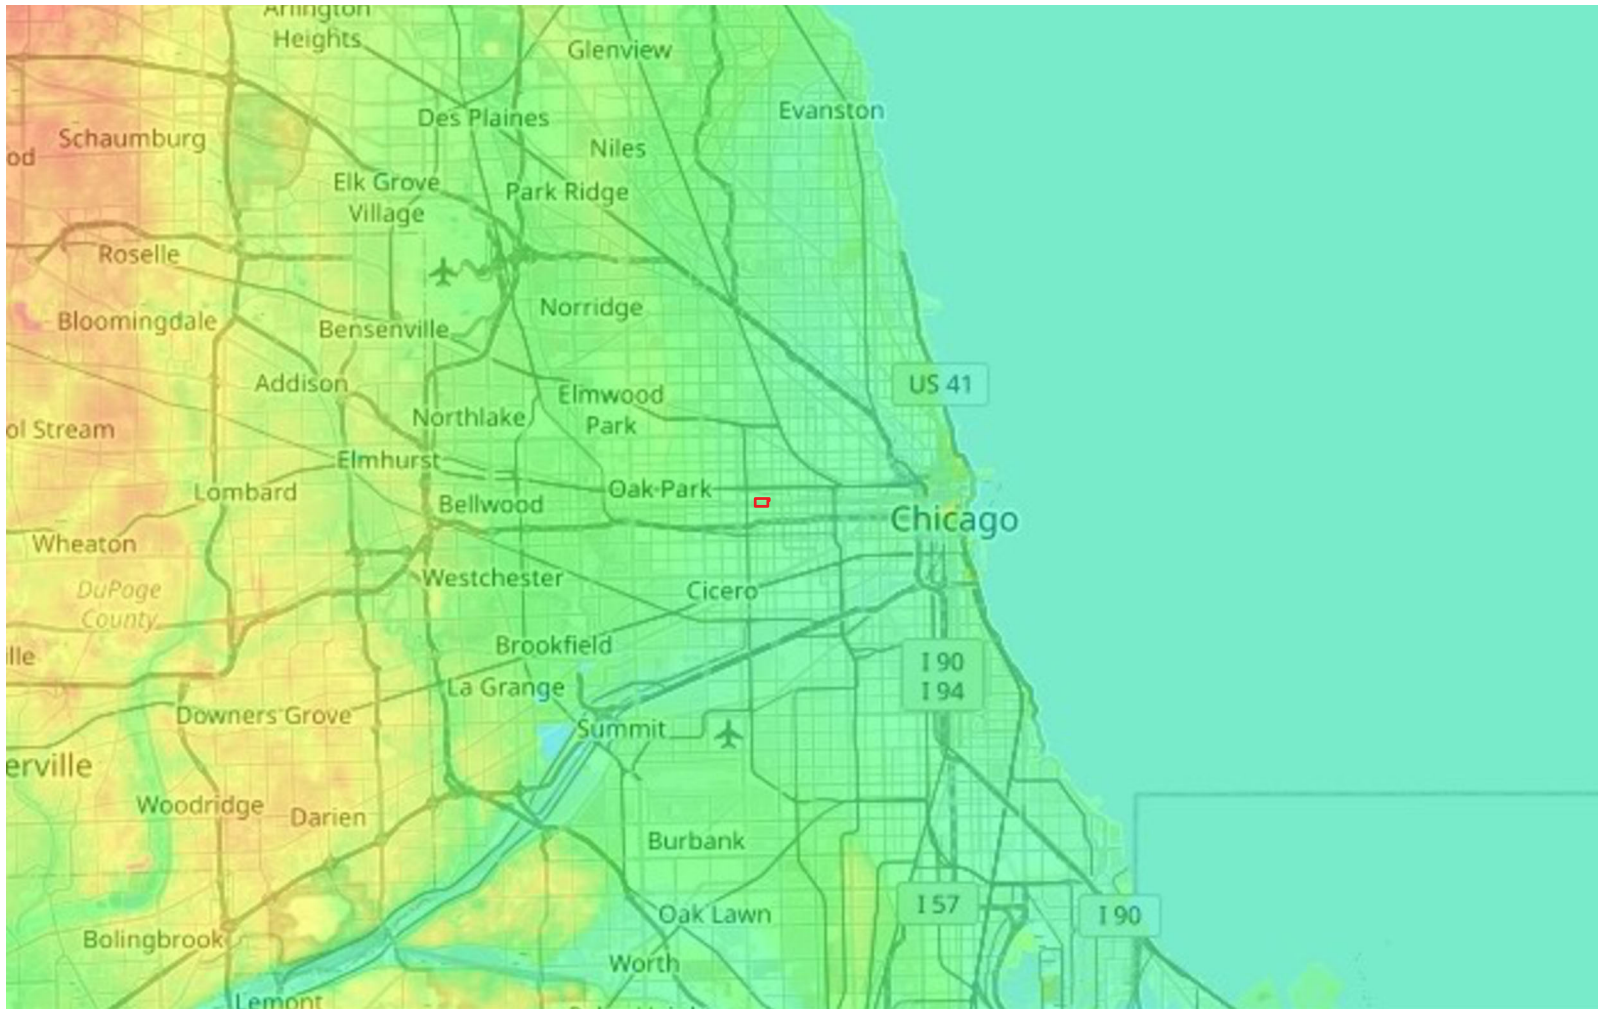 Arlington
Heights
Glenview
Evanston
Des Plaines
Schaumburg
Niles
od
Elk Grove
Village
Park Ridge
Roselle
Norridge
Bloomingdale
Bensenville
Addison
US 41
Elmwood
Park
Northlake
ol Stream
Elmhurst
Lombard
Oak Park
Bellwood
Chicago
Wheaton
Westchester
DuPage
County
Cicero
Brookfield
ille
I 90
I 94
La Grange
Downers Grove
Summit
erville
Woodridge
Darien
Burbank
I 57
Oak Lawn
I 90
Bolingbrook
Worth
Lemont